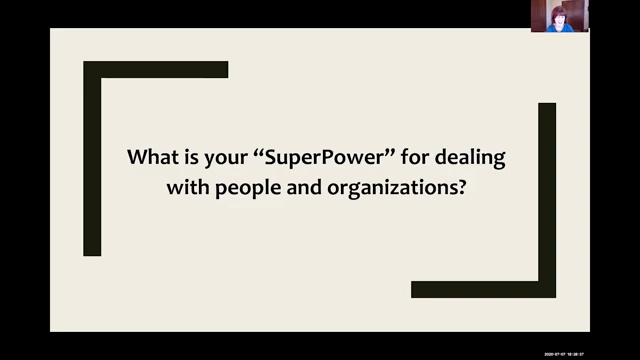 What is your “SuperPower” for dealing
with people and organizations?